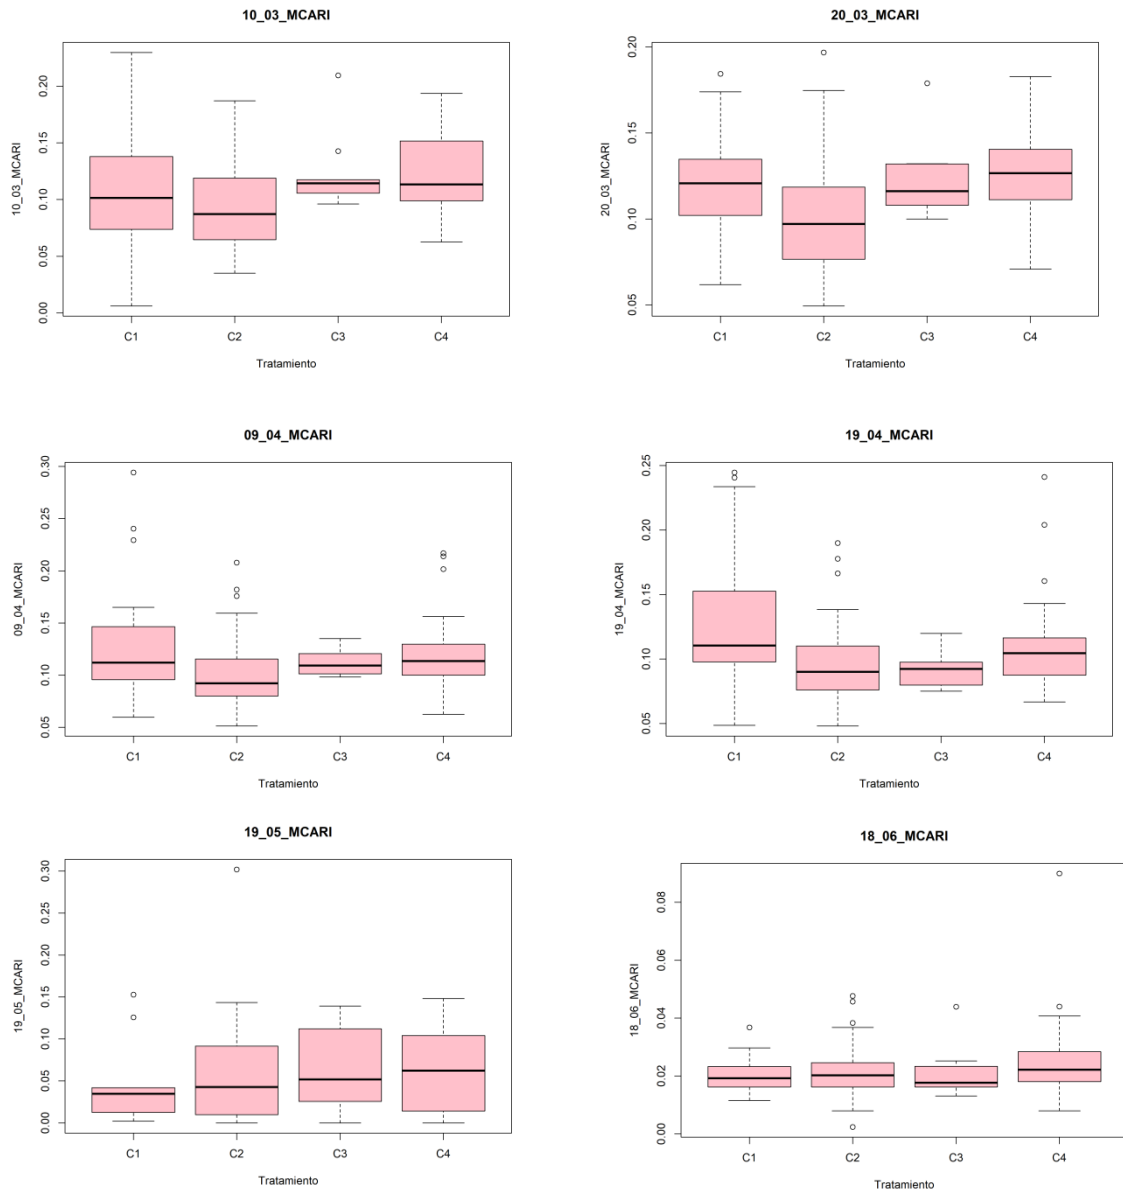 10_03_MCARI
10_03_MCARI
0.20
0.15
0.10
0.05
0.00
C1 C2 C3 C4
Tratamiento
20_03_MCARI
20_03_MCARI
0.20
0.15
0.10
0.05
C1 C2 C3 C4
Tratamiento
09_04_MCARI
09_04_MCARI
0.30
0.25
0.20
0.15
0.10
0.05
C1 C2 C3 C4
Tratamiento
19_04_MCARI
19_04_MCARI
0.25
0.20
0.15
0.10
0.05
C1 C2 C3 C4
Tratamiento
19_05_MCARI
19_05_MCARI
0.30
0.25
0.20
0.15
0.10
0.05
0.00
C1 C2 C3 C4
Tratamiento
18_06_MCARI
18_06_MCARI
0.08
0.06
0.04
0.02
0.00
C1 C2 C3 C4
Tratamiento